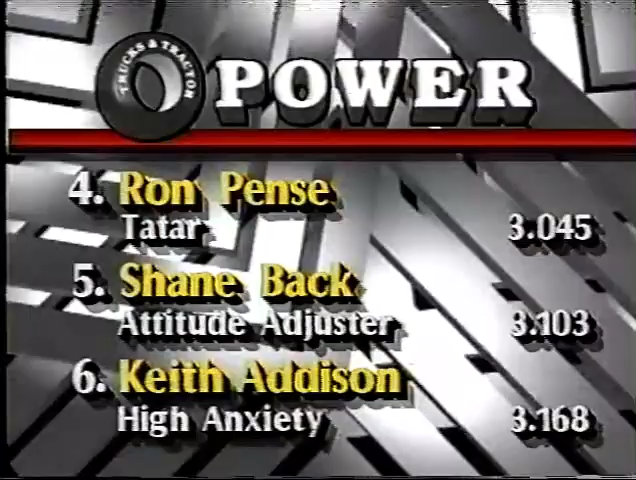 TRUCKS & TRACTOR
POWER
4. Ron Pense
Tatar 3.045
5. Shane Back
Attitude Adjuster 3.103
6. Keith Addison
High Anxiety 3.168